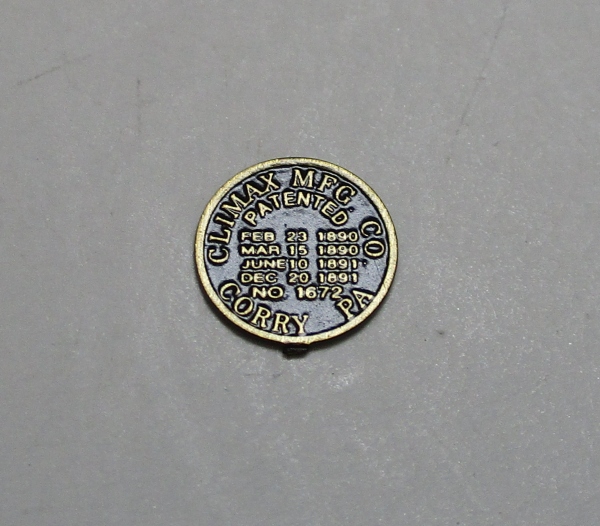 CLIMAX MFG. CO
PATENTED
FEB 23 1890
MAR 15 1890
JUNE 10 1891
DEC 20 1891
NO. 1672
CORRY PA